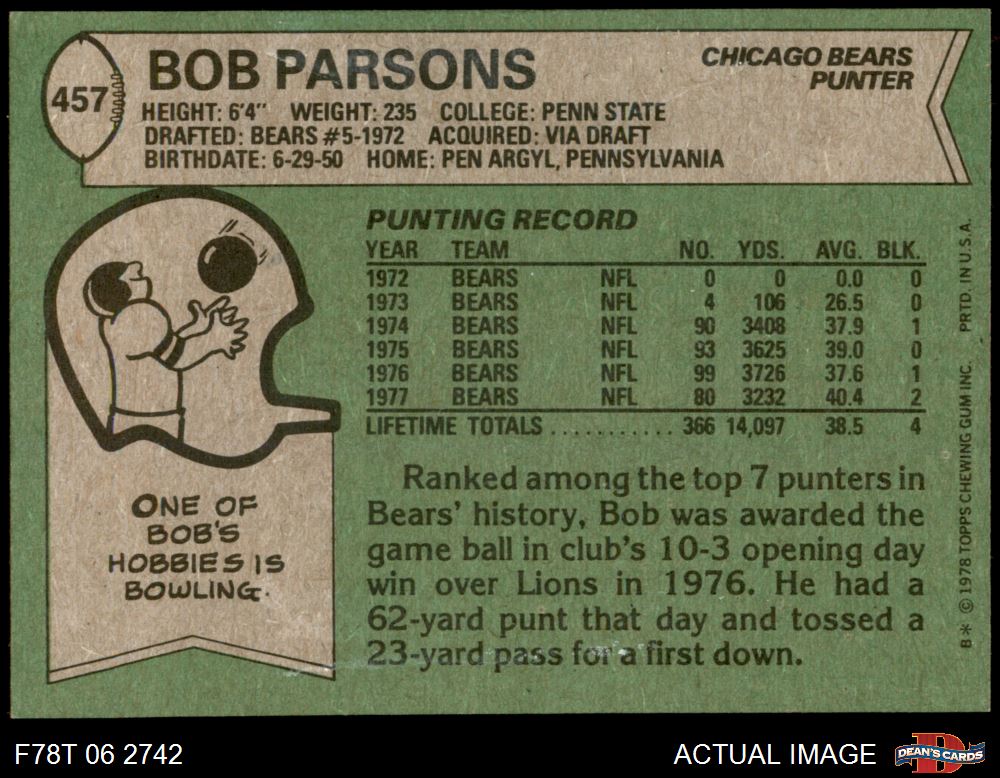 457
BOB PARSONS
CHICAGO BEARS
PUNTER
HEIGHT: 6'4" WEIGHT: 235 COLLEGE: PENN STATE
DRAFTED: BEARS #5-1972 ACQUIRED: VIA DRAFT
BIRTHDATE: 6-29-50 HOME: PEN ARGYL, PENNSYLVANIA
PUNTING RECORD
YEAR TEAM NO. YDS. AVG. BLK.
1972 BEARS NFL 0 0 0.0 0
1973 BEARS NFL 4 106 26.5 0
1974 BEARS NFL 90 3408 37.9 1
1975 BEARS NFL 93 3625 39.0 0
1976 BEARS NFL 99 3726 37.6 1
1977 BEARS NFL 80 3232 40.4 2
LIFETIME TOTALS ........... 366 14,097 38.5 4
ONE OF
BOB'S
HOBBIES IS
BOWLING.
Ranked among the top 7 punters in
Bears' history, Bob was awarded the
game ball in club's 10-3 opening day
win over Lions in 1976. He had a
62-yard punt that day and tossed a
23-yard pass for a first down.
B* © 1978 TOPPS CHEWING GUM INC. PRTD. IN U.S.A.
F78T 06 2742
ACTUAL IMAGE
D
DEAN'S CARDS